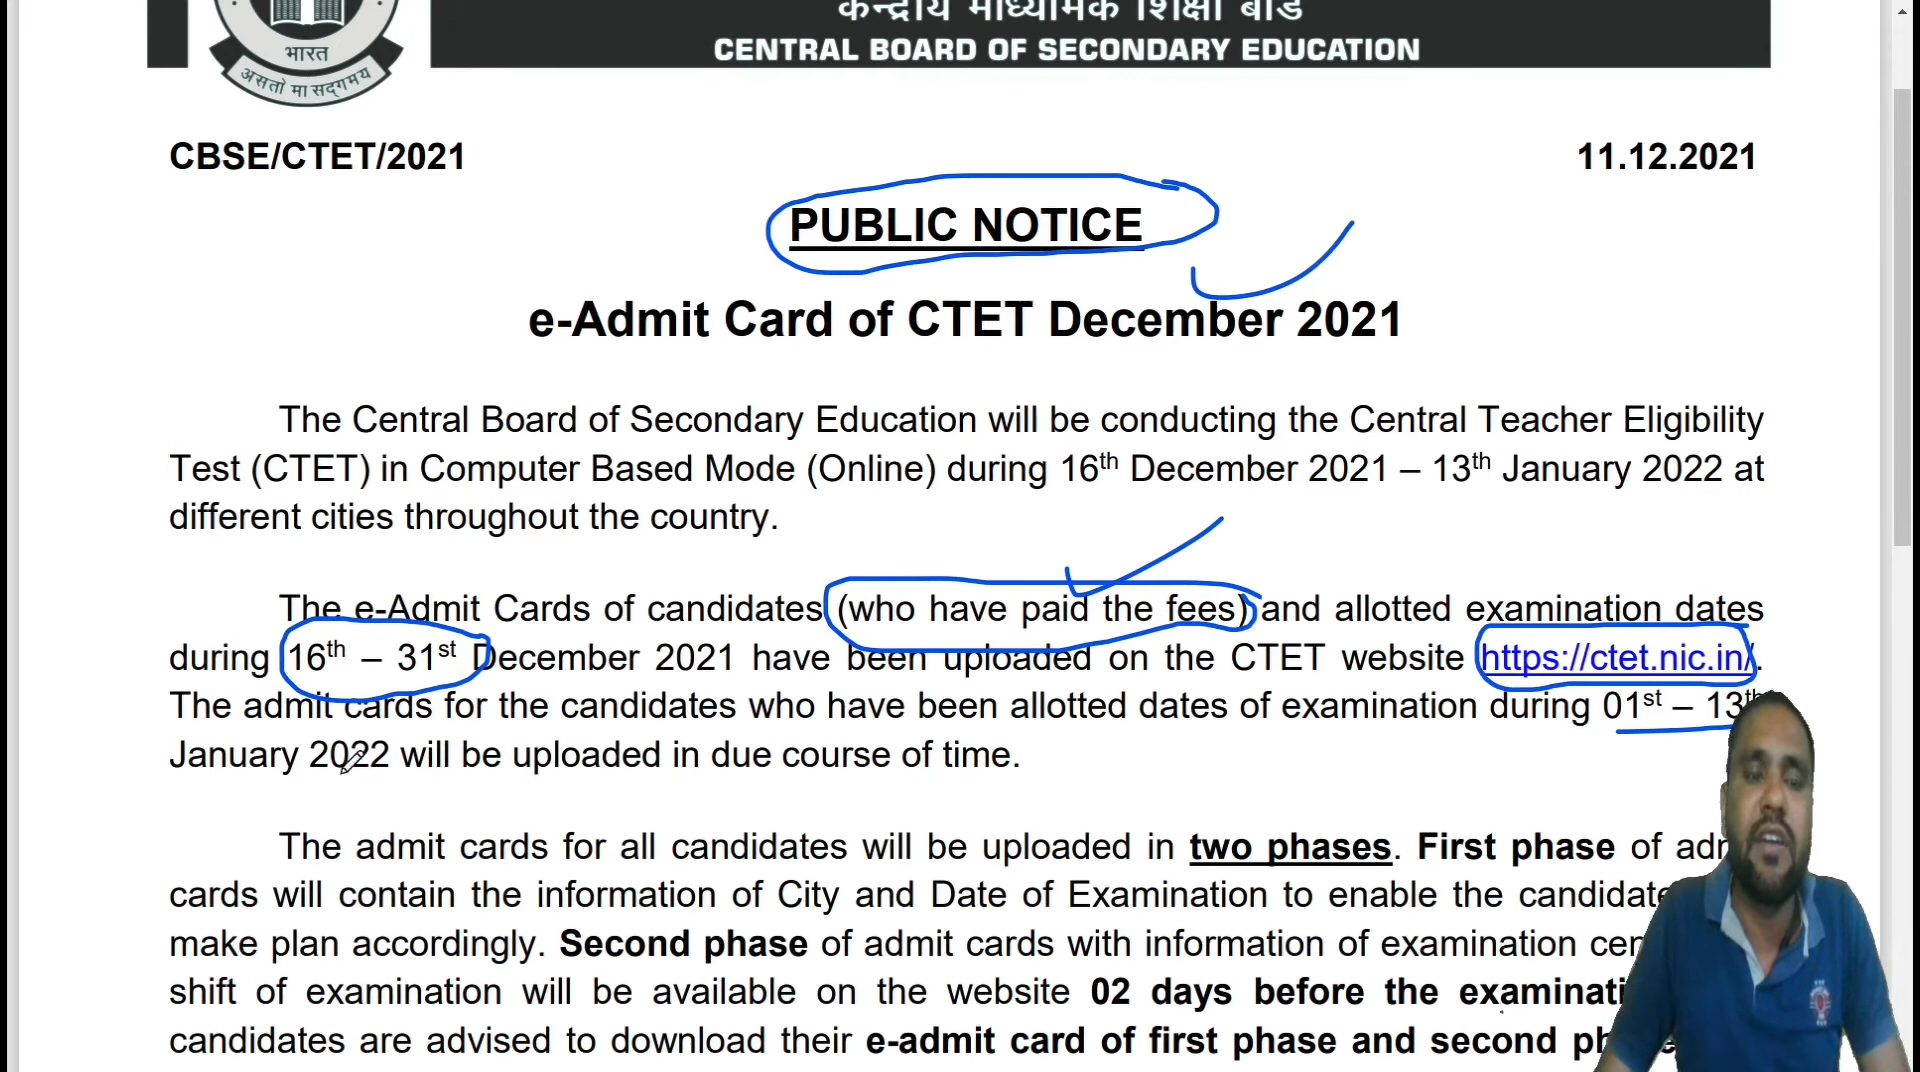 केन्द्रीय माध्यमिक शिक्षा बोर्ड
भारत
असतो मा सद्गमय
CENTRAL BOARD OF SECONDARY EDUCATION
CBSE/CTET/2021 11.12.2021
PUBLIC NOTICE
e-Admit Card of CTET December 2021
The Central Board of Secondary Education will be conducting the Central Teacher Eligibility
Test (CTET) in Computer Based Mode (Online) during 16th December 2021 – 13th January 2022 at
different cities throughout the country.
The e-Admit Cards of candidates (who have paid the fees) and allotted examination dates
during 16th – 31st December 2021 have been uploaded on the CTET website https://ctet.nic.in/.
The admit cards for the candidates who have been allotted dates of examination during 01st – 13th
January 2022 will be uploaded in due course of time.
The admit cards for all candidates will be uploaded in two phases. First phase of
cards will contain the information of City and Date of Examination to enable the
make plan accordingly. Second phase of admit cards with information of examination
shift of examination will be available on the website 02 days before the
candidates are advised to download their e-admit card of first phase and second